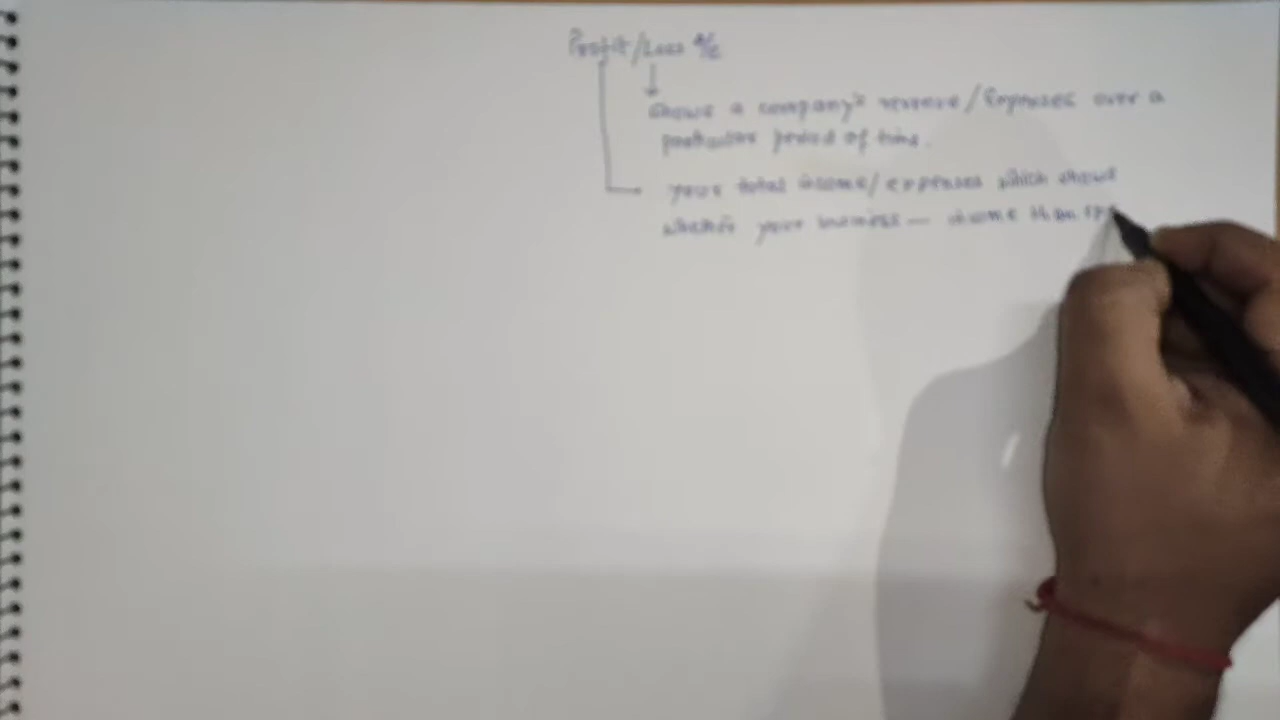 Profit/Loss A/c
shows a company's revenue/Expenses over a
particular period of time.
your total income/expenses which shows
your business — than